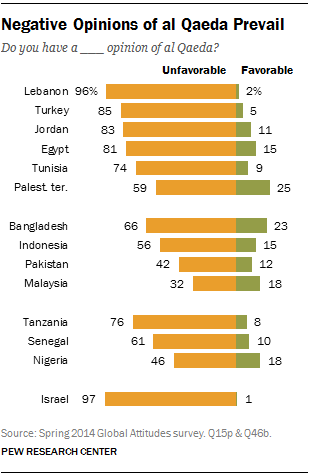 Negative Opinions of al Qaeda Prevail
Do you have a ____ opinion of al Qaeda?
Unfavorable Favorable
Lebanon 96% 2%
Turkey 85 5
Jordan 83 11
Egypt 81 15
Tunisia 74 9
Palest. ter. 59 25
Bangladesh 66 23
Indonesia 56 15
Pakistan 42 12
Malaysia 32 18
Tanzania 76 8
Senegal 61 10
Nigeria 46 18
Israel 97 1
Source: Spring 2014 Global Attitudes survey. Q15p & Q46b.
PEW RESEARCH CENTER